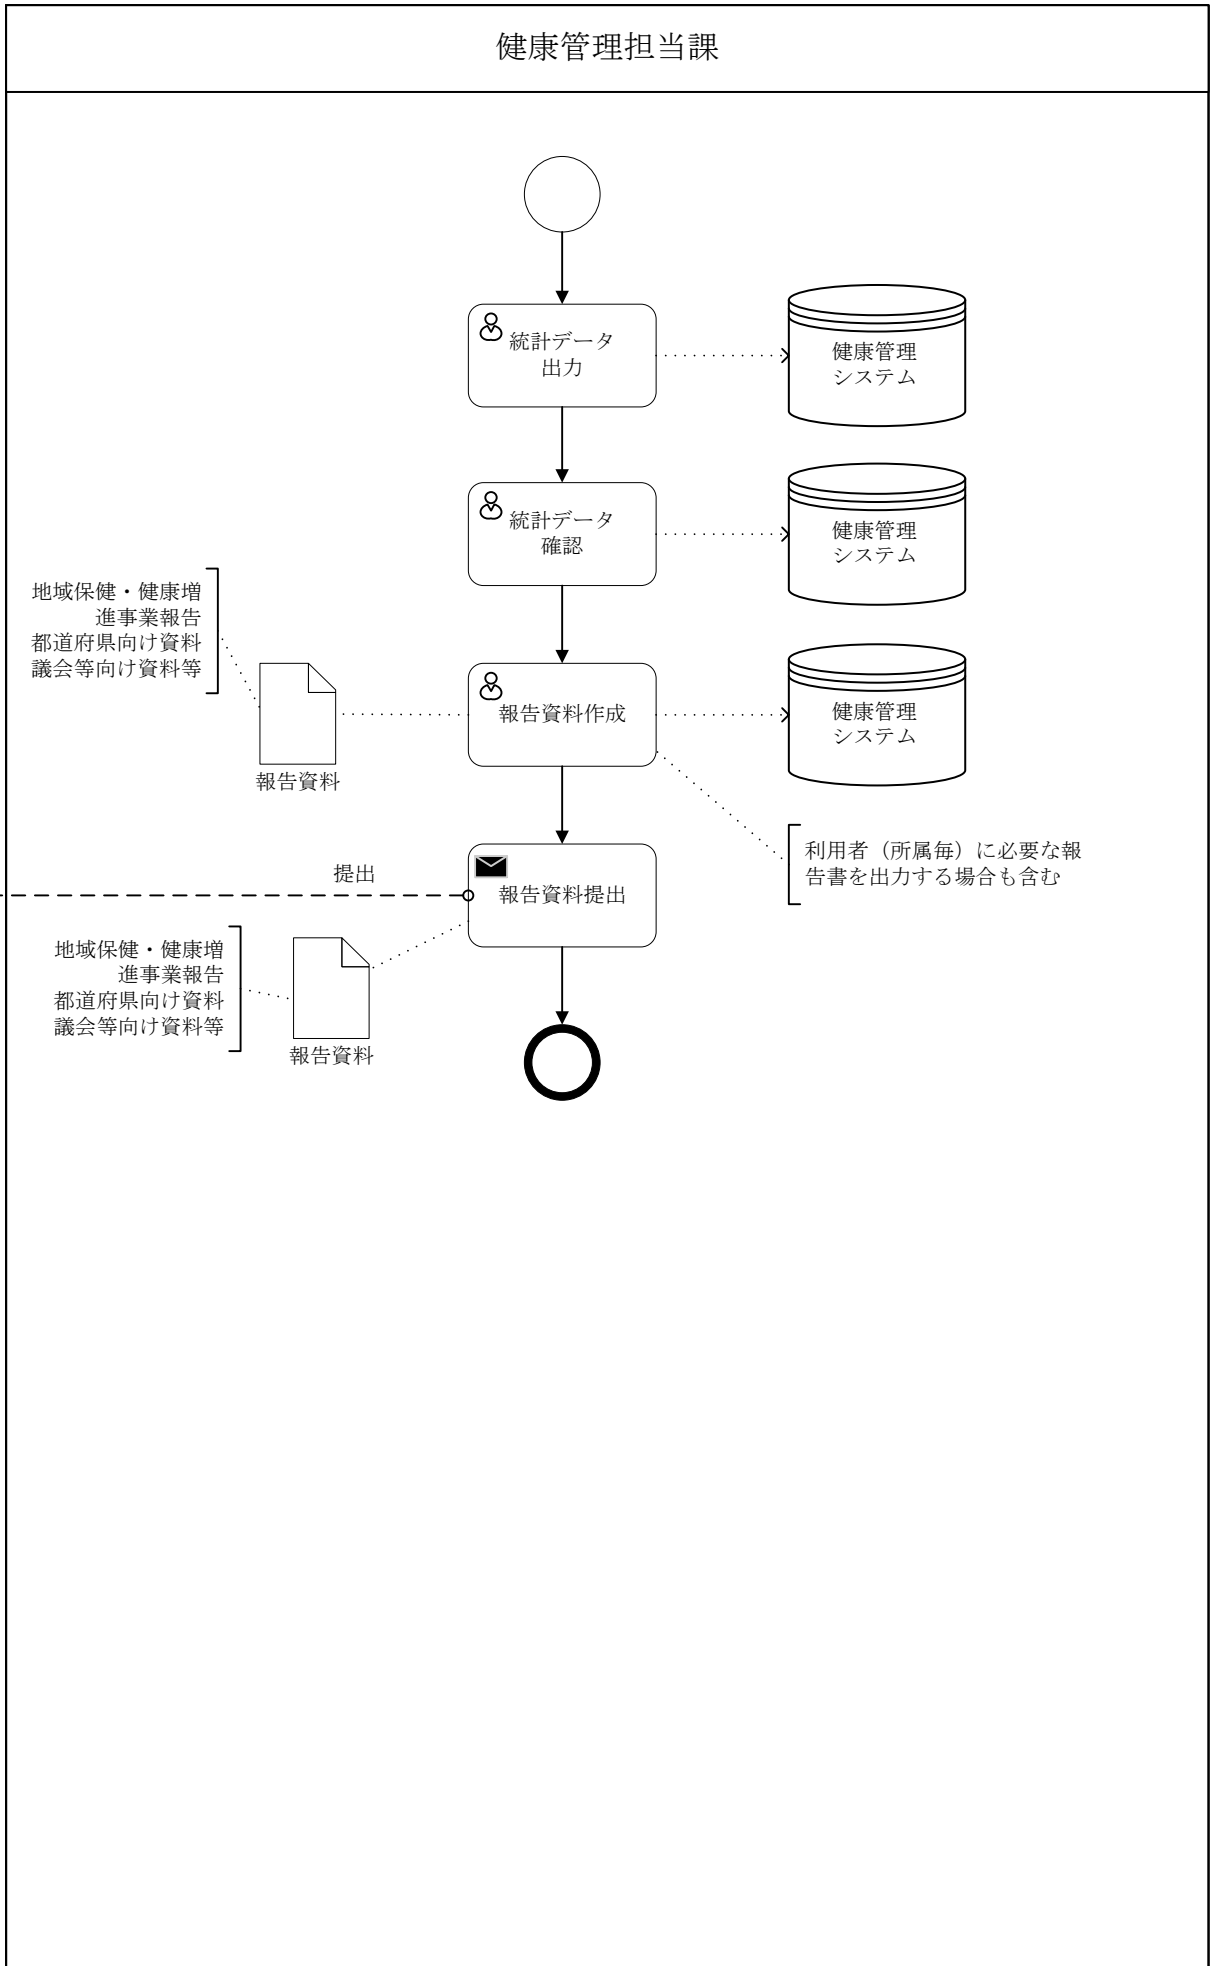 健康管理担当課
統計データ
出力
健康管理
システム
統計データ
確認
健康管理
システム
地域保健・健康増
進事業報告
都道府県向け資料
議会等向け資料等
報告資料
報告資料作成
健康管理
システム
利用者（所属毎）に必要な報
告書を出力する場合も含む
提出
報告資料提出
地域保健・健康増
進事業報告
都道府県向け資料
議会等向け資料等
報告資料